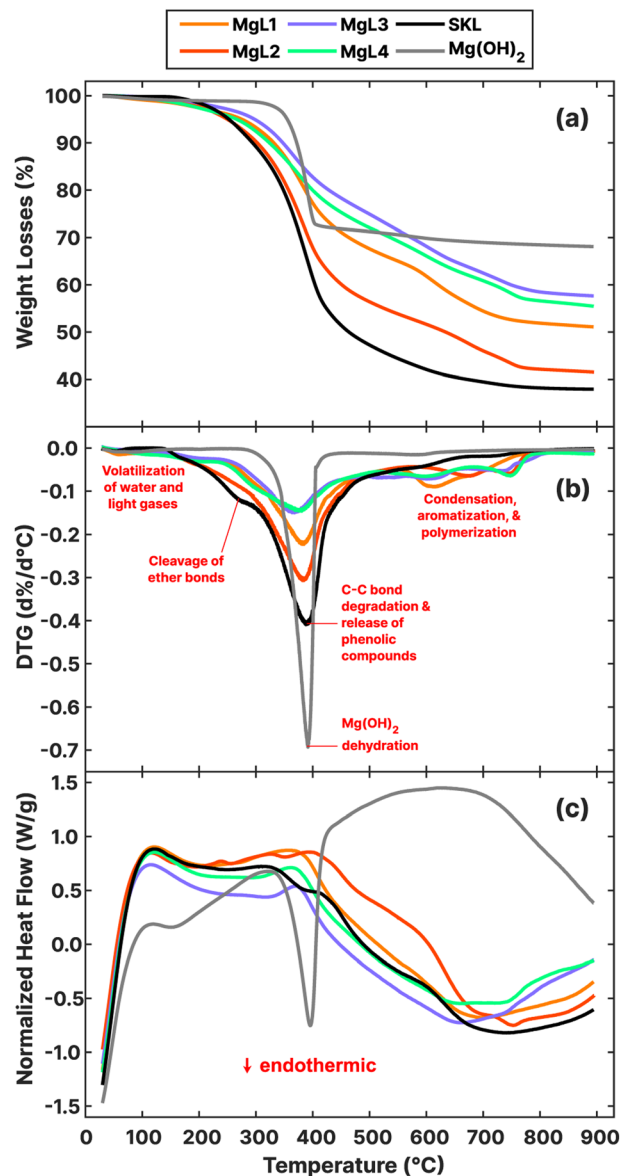 MgL1 MgL3 SKL
MgL2 MgL4 Mg(OH)₂
(a)
Weight Losses (%)
100
90
80
70
60
50
40
(b)
DTG (d%/d°C)
0.0
-0.1
-0.2
-0.3
-0.4
-0.5
-0.6
-0.7
Volatilization
of water and
light gases
Cleavage of
ether bonds
Condensation,
aromatization, &
polymerization
C-C bond
degradation &
release of
phenolic
compounds
Mg(OH)₂
dehydration
(c)
Normalized Heat Flow (W/g)
1.5
1.0
0.5
0.0
-0.5
-1.0
-1.5
↓ endothermic
0 100 200 300 400 500 600 700 800 900
Temperature (°C)